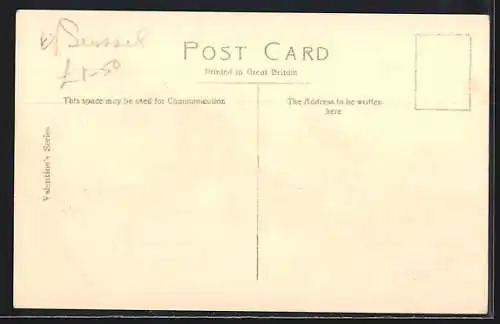 £1-50
POST CARD
Printed in Great Britain
This space may be used for Communication
The Address to be written
here
Valentine's Series